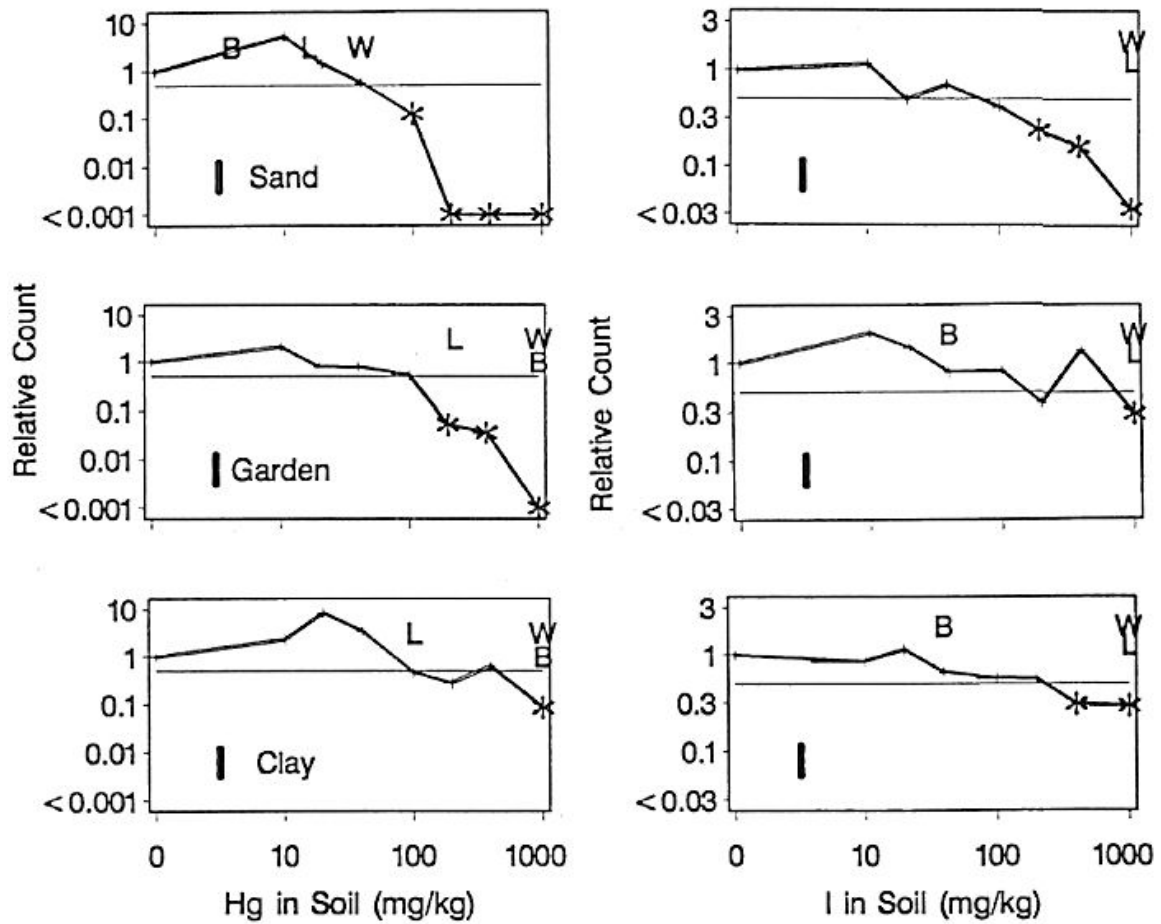 10
B L W
1
0.1
0.01
Sand
<0.001
3
W
1
L
0.3
0.1
<0.03
10
L
W
1
B
0.1
0.01
Garden
<0.001
3
B
W
1
L
0.3
0.1
<0.03
Relative Count
Relative Count
10
L
W
1
B
0.1
0.01
Clay
<0.001
0 10 100 1000
Hg in Soil (mg/kg)
3
B
W
1
L
0.3
0.1
<0.03
0 10 100 1000
I in Soil (mg/kg)